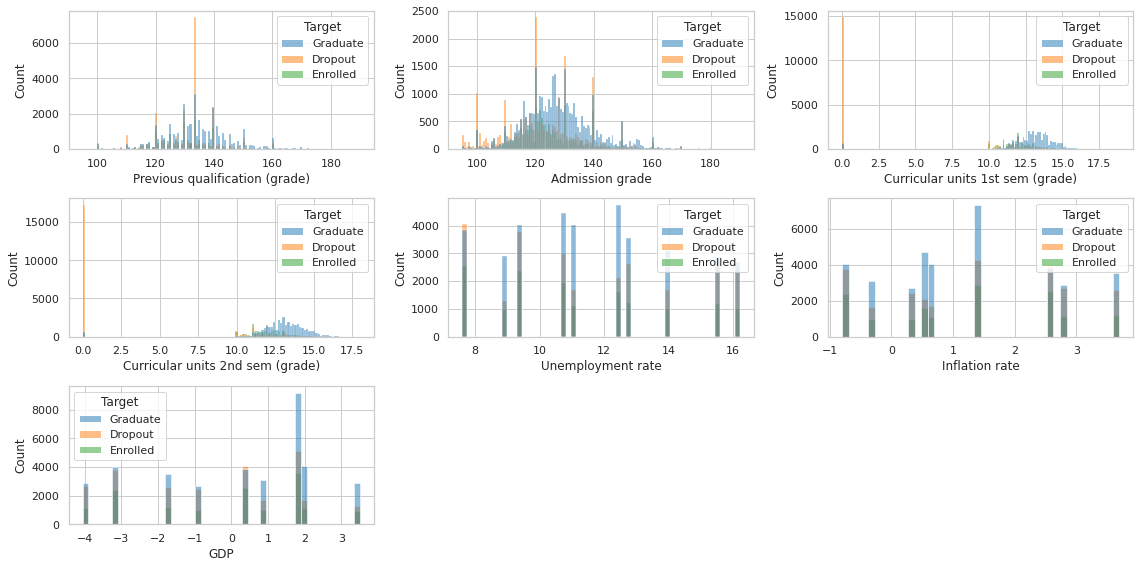 Target
Graduate
Dropout
Enrolled
Count
6000
4000
2000
0
100 120 140 160 180
Previous qualification (grade)
Target
Graduate
Dropout
Enrolled
Count
2500
2000
1500
1000
500
0
100 120 140 160 180
Admission grade
Target
Graduate
Dropout
Enrolled
Count
15000
10000
5000
0
0.0 2.5 5.0 7.5 10.0 12.5 15.0 17.5
Curricular units 1st sem (grade)
Target
Graduate
Dropout
Enrolled
Count
15000
10000
5000
0
0.0 2.5 5.0 7.5 10.0 12.5 15.0 17.5
Curricular units 2nd sem (grade)
Target
Graduate
Dropout
Enrolled
Count
4000
3000
2000
1000
0
8 10 12 14 16
Unemployment rate
Target
Graduate
Dropout
Enrolled
Count
6000
4000
2000
0
−1 0 1 2 3
Inflation rate
Target
Graduate
Dropout
Enrolled
Count
8000
6000
4000
2000
0
−4 −3 −2 −1 0 1 2 3
GDP